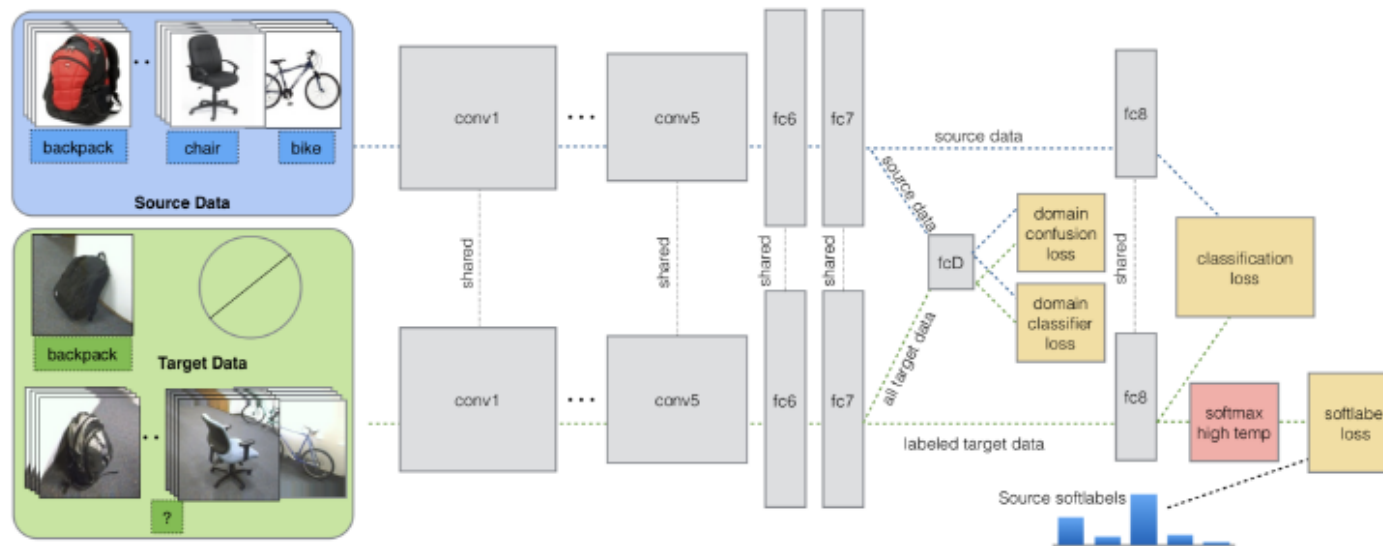 backpack
chair
bike
Source Data
backpack
Target Data
?
conv1
conv5
fc6
fc7
source data
fc8
source data
shared
shared
shared
shared
shared
fcD
domain
confusion
loss
domain
classifier
loss
classification
loss
all target data
conv1
conv5
fc6
fc7
labeled target data
fc8
softmax
high temp
softlabel
loss
Source softlabels